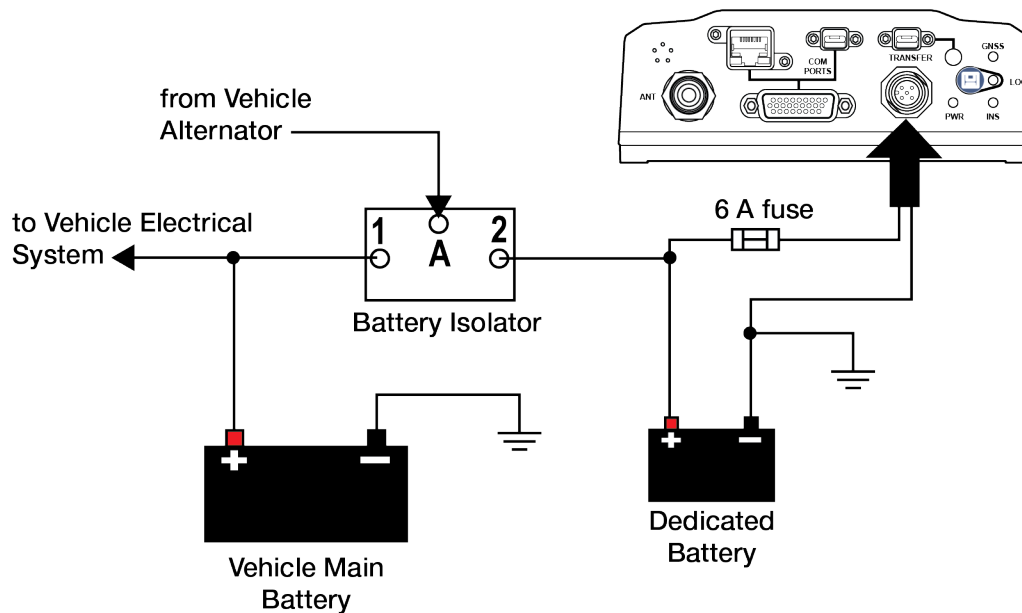 GNSS
COM
PORTS
TRANSFER
ANT
PWR
INS
from Vehicle
Alternator
to Vehicle Electrical
System
1
A
2
6 A fuse
Battery Isolator
+
−
+
−
Dedicated
Battery
Vehicle Main
Battery